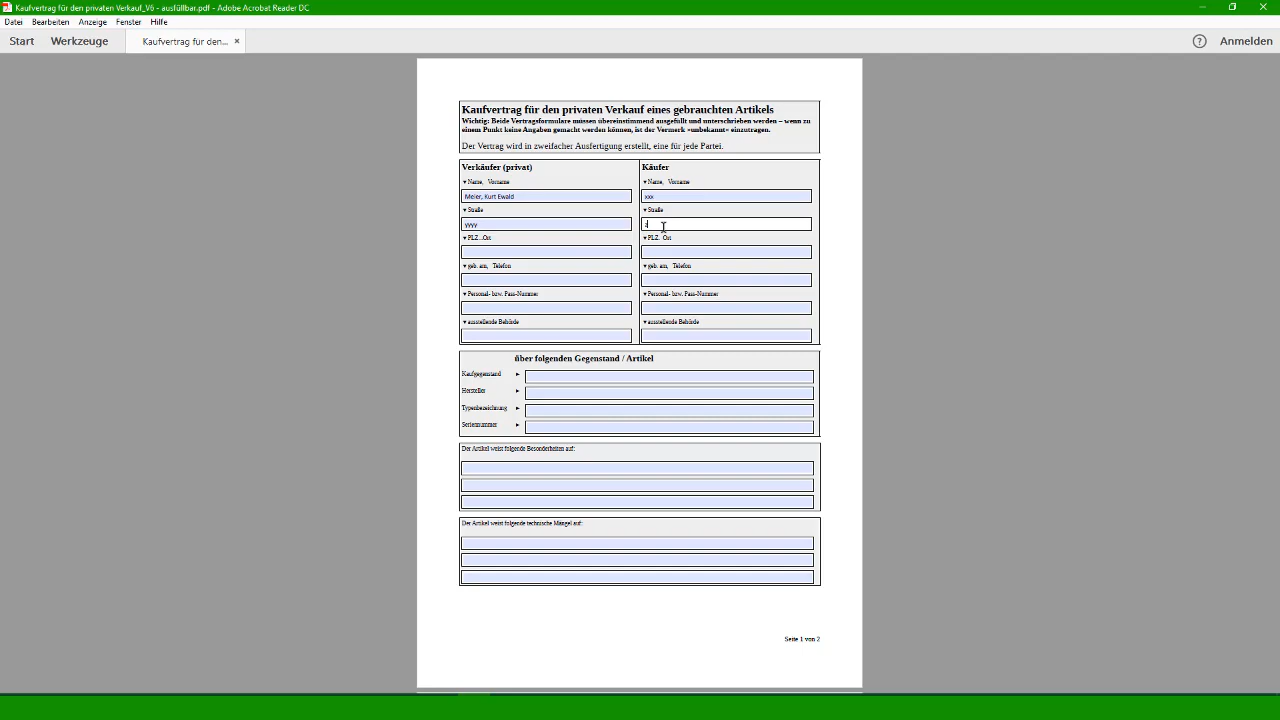 Kaufvertrag für den privaten Verkauf_V6 - ausfüllbar.pdf - Adobe Acrobat Reader DC
Datei Bearbeiten Anzeige Fenster Hilfe
Start Werkzeuge Kaufvertrag für den... × ? Anmelden
Kaufvertrag für den privaten Verkauf eines gebrauchten Artikels
Wichtig: Beide Vertragsformulare müssen übereinstimmend ausgefüllt und unterschrieben werden – wenn zu
einem Punkt keine Angaben gemacht werden können, ist der Vermerk »unbekannt« einzutragen.
Der Vertrag wird in zweifacher Ausfertigung erstellt, eine für jede Partei.
Verkäufer (privat)
▾ Name, Vorname
Meier, Kurt Ewald
▾ Straße
yyyy
▾ PLZ...Ort
▾ geb. am, Telefon
▾ Personal- bzw. Pass-Nummer
▾ ausstellende Behörde
Käufer
▾ Name, Vorname
xxx
▾ Straße
▾ PLZ. Ort
▾ geb. am, Telefon
▾ Personal- bzw. Pass-Nummer
▾ ausstellende Behörde
über folgenden Gegenstand / Artikel
Kaufgegenstand ►
Hersteller ►
Typenbezeichnung ►
Seriennummer ►
Der Artikel weist folgende Besonderheiten auf:
Der Artikel weist folgende technische Mängel auf:
Seite 1 von 2